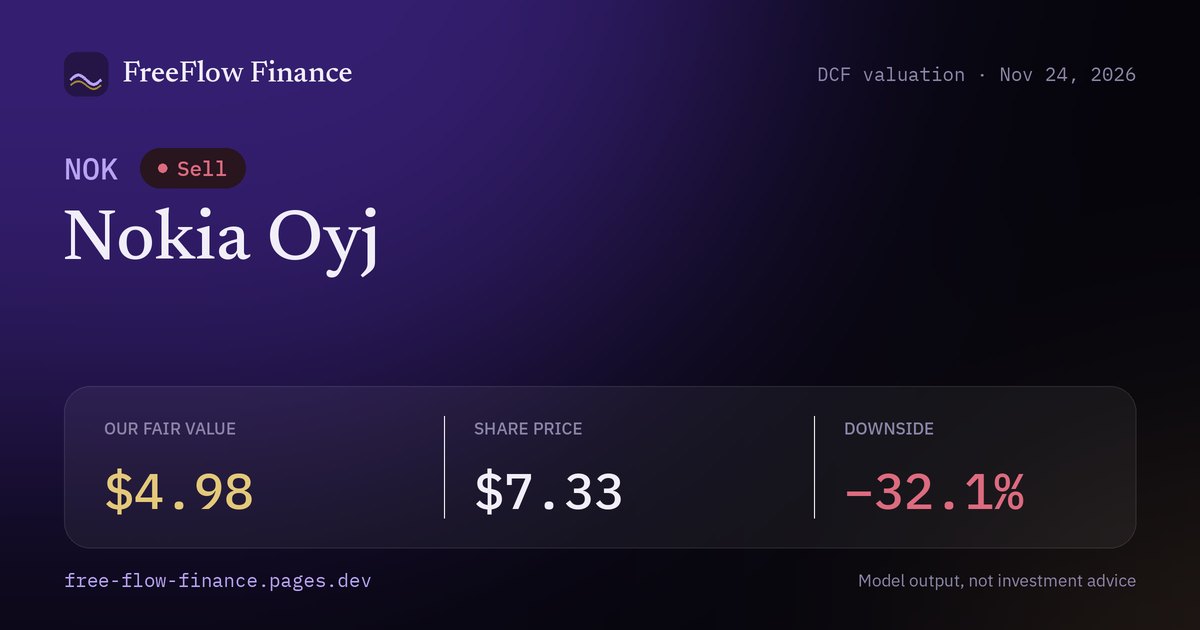 FreeFlow Finance
DCF valuation · Nov 24, 2026
NOK
Sell
Nokia Oyj
OUR FAIR VALUE
$4.98
SHARE PRICE
$7.33
DOWNSIDE
−32.1%
free-flow-finance.pages.dev
Model output, not investment advice